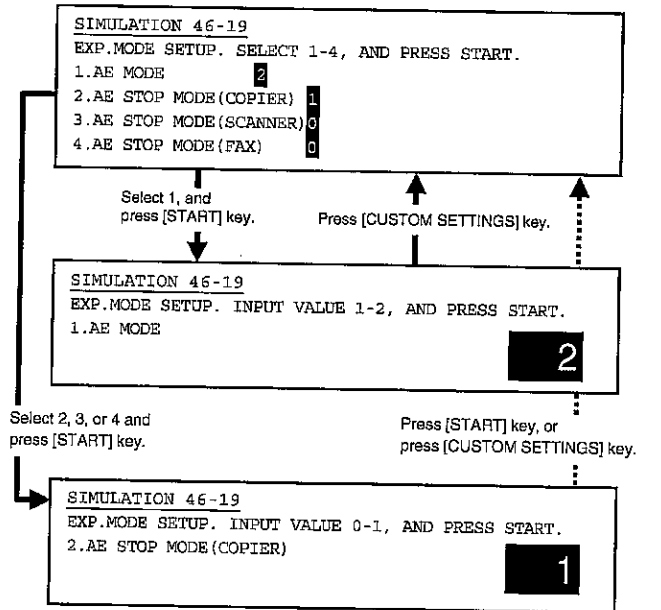 SIMULATION 46-19
EXP.MODE SETUP. SELECT 1-4, AND PRESS START.
1.AE MODE 2
2.AE STOP MODE(COPIER) 1
3.AE STOP MODE(SCANNER) 0
4.AE STOP MODE(FAX) 0
Select 1, and
press [START] key.
Press [CUSTOM SETTINGS] key.
SIMULATION 46-19
EXP.MODE SETUP. INPUT VALUE 1-2, AND PRESS START.
1.AE MODE
2
Select 2, 3, or 4 and
press [START] key.
Press [START] key, or
press [CUSTOM SETTINGS] key.
SIMULATION 46-19
EXP.MODE SETUP. INPUT VALUE 0-1, AND PRESS START.
2.AE STOP MODE(COPIER)
1